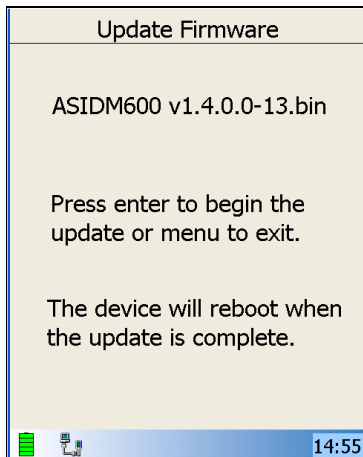 Update Firmware
ASIDM600 v1.4.0.0-13.bin
Press enter to begin the
update or menu to exit.
The device will reboot when
the update is complete.
14:55